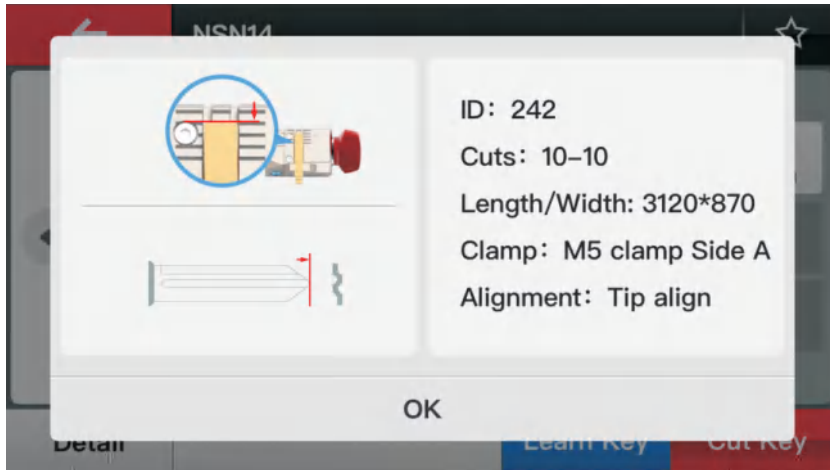 NSN14
ID: 242
Cuts: 10-10
Length/Width: 3120*870
Clamp: M5 clamp Side A
Alignment: Tip align
OK
Detail
Learn Key
Cut Key